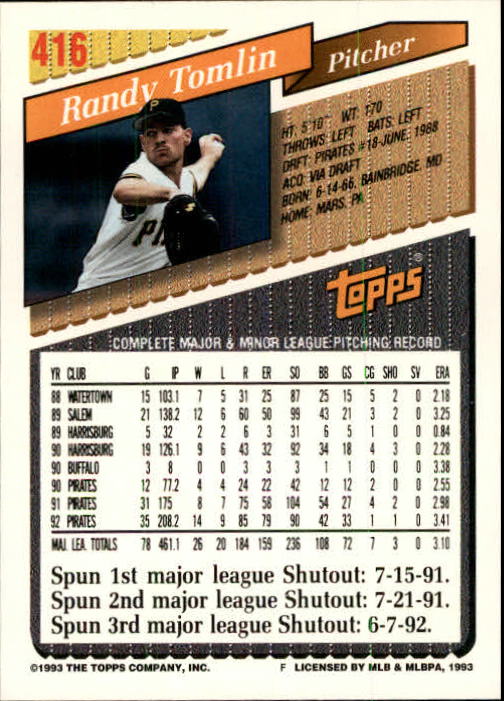 416
Randy Tomlin
Pitcher
HT: 5'10" WT: 170
THROWS: LEFT BATS: LEFT
DRFT: PIRATES #18-JUNE, 1988
ACQ: VIA DRAFT
BORN: 6-14-66, BAINBRIDGE, MD
HOME: MARS, PA
P
PI
TOPPS®
COMPLETE MAJOR & MINOR LEAGUE PITCHING RECORD
YR CLUB G IP W L R ER SO BB GS CG SHO SV ERA
88 WATERTOWN 15 103.1 7 5 31 25 87 25 15 5 2 0 2.18
89 SALEM 21 138.2 12 6 60 50 99 43 21 3 2 0 3.25
89 HARRISBURG 5 32 2 2 6 3 31 6 5 1 0 0 0.84
90 HARRISBURG 19 126.1 9 6 43 32 92 34 18 4 3 0 2.28
90 BUFFALO 3 8 0 0 3 3 3 1 1 0 0 0 3.38
90 PIRATES 12 77.2 4 4 24 22 42 12 12 2 0 0 2.55
91 PIRATES 31 175 8 7 75 58 104 54 27 4 2 0 2.98
92 PIRATES 35 208.2 14 9 85 79 90 42 33 1 1 0 3.41
MAJ. LEA. TOTALS 78 461.1 26 20 184 159 236 108 72 7 3 0 3.10
Spun 1st major league Shutout: 7-15-91.
Spun 2nd major league Shutout: 7-21-91.
Spun 3rd major league Shutout: 6-7-92.
©1993 THE TOPPS COMPANY, INC. F LICENSED BY MLB & MLBPA, 1993